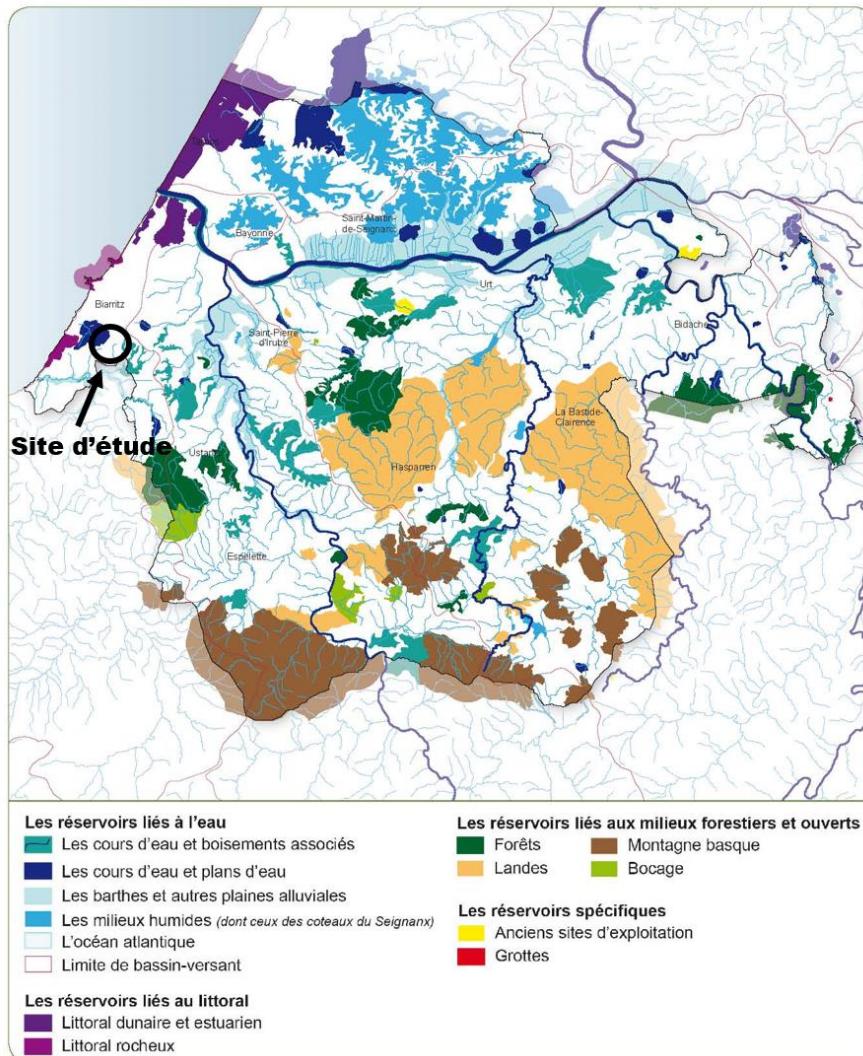 Bayonne
Saint-Martin-
de-Seignanx
Biarritz
Urt
Saint-Pierre
d'Irube
Bidache
Site d'étude
La Bastide-
Clairence
Hasparren
Espelette
Les réservoirs liés à l'eau
Les cours d'eau et boisements associés
Les cours d'eau et plans d'eau
Les barthes et autres plaines alluviales
Les milieux humides (dont ceux des coteaux du Seignanx)
L'océan atlantique
Limite de bassin-versant
Les réservoirs liés au littoral
Littoral dunaire et estuarien
Littoral rocheux
Les réservoirs liés aux milieux forestiers et ouverts
Forêts
Montagne basque
Landes
Bocage
Les réservoirs spécifiques
Anciens sites d'exploitation
Grottes